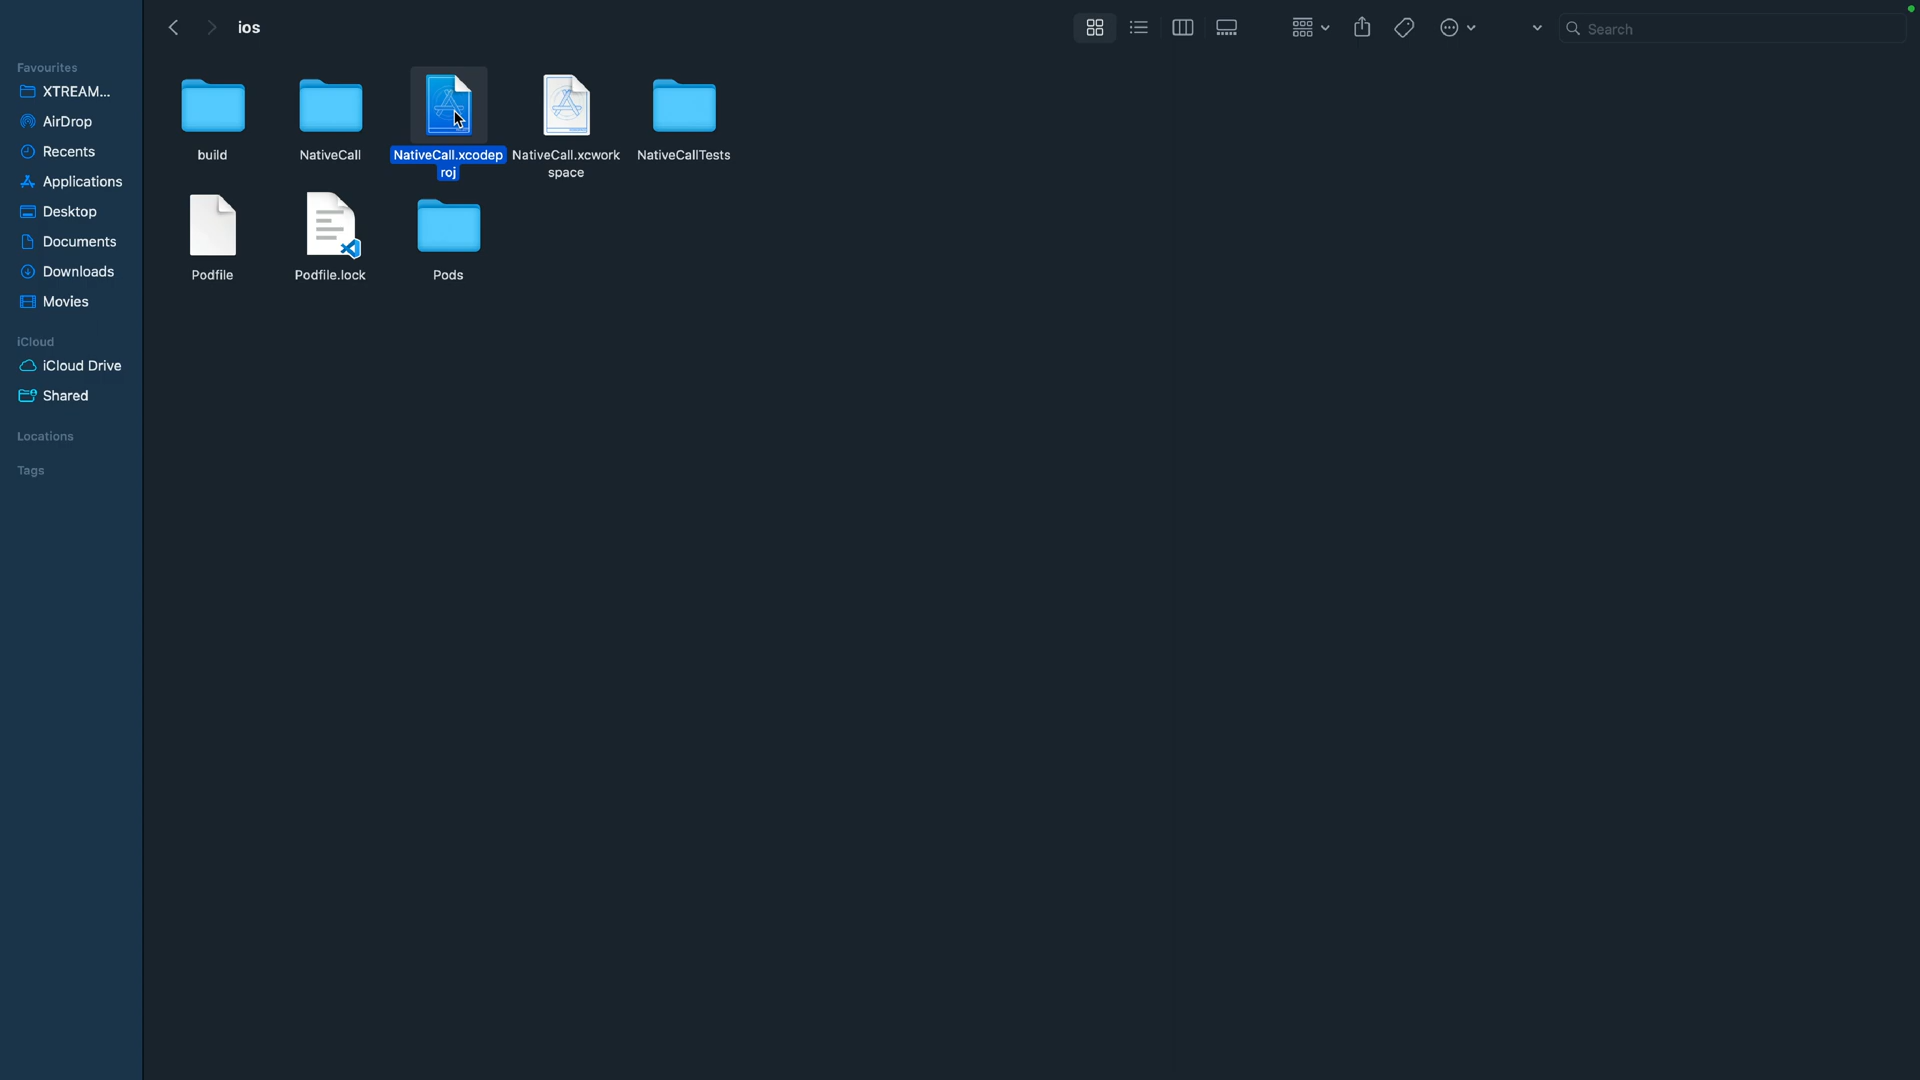 ios
Search
Favourites
XTREAM...
AirDrop
Recents
Applications
Desktop
Documents
Downloads
Movies
iCloud
iCloud Drive
Shared
Locations
Tags
build
NativeCall
NativeCall.xcodep
roj
NativeCall.xcwork
space
NativeCallTests
Podfile
Podfile.lock
Pods